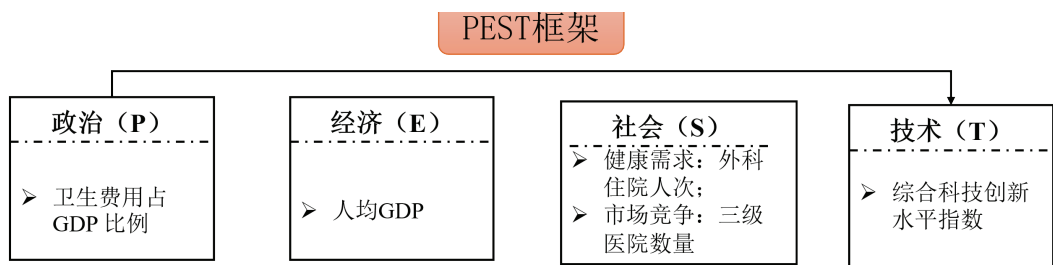 PEST框架
政治（P）
➢ 卫生费用占
GDP 比例
经济（E）
➢ 人均GDP
社会（S）
➢ 健康需求：外科
住院人次；
➢ 市场竞争：三级
医院数量
技术（T）
➢ 综合科技创新
水平指数